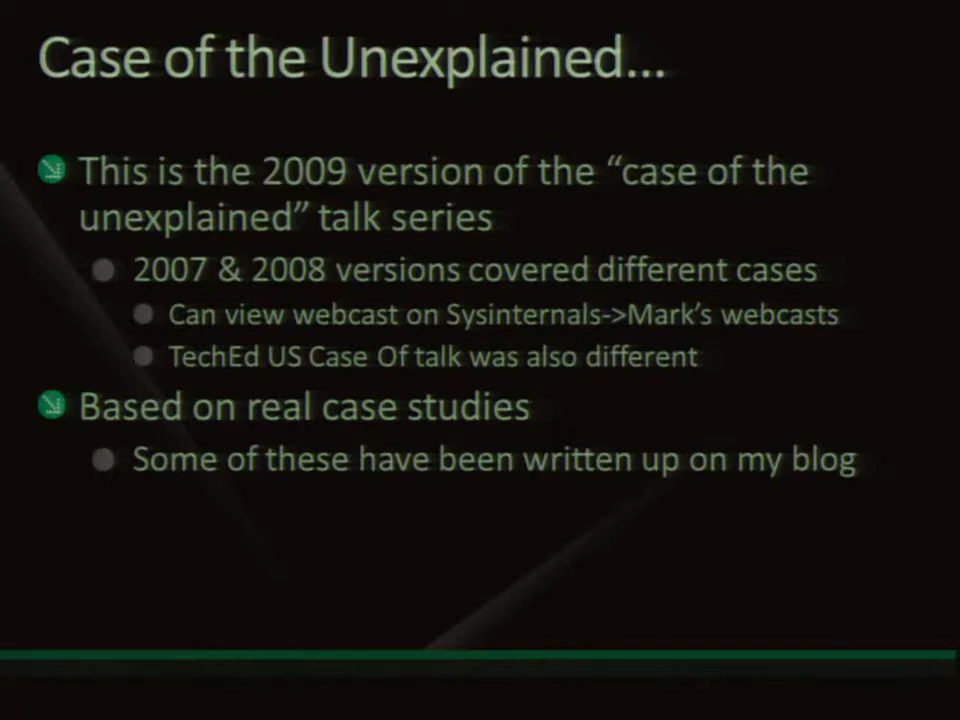 Case of the Unexplained...
This is the 2009 version of the “case of the
unexplained” talk series
2007 & 2008 versions covered different cases
Can view webcast on Sysinternals->Mark’s webcasts
TechEd US Case Of talk was also different
Based on real case studies
Some of these have been written up on my blog